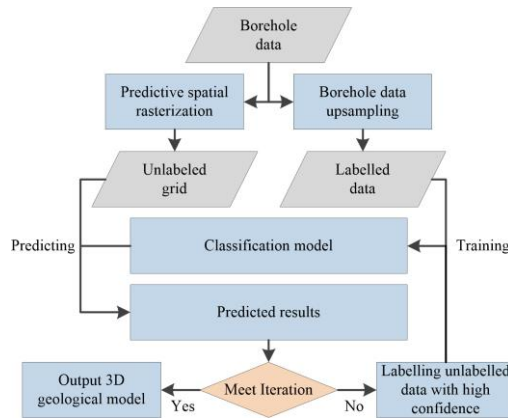 Borehole
data
Predictive spatial
rasterization
Borehole data
upsampling
Unlabeled
grid
Labelled
data
Predicting
Classification model
Training
Predicted results
Output 3D
geological model
Yes
Meet Iteration
No
Labelling unlabelled
data with high
confidence